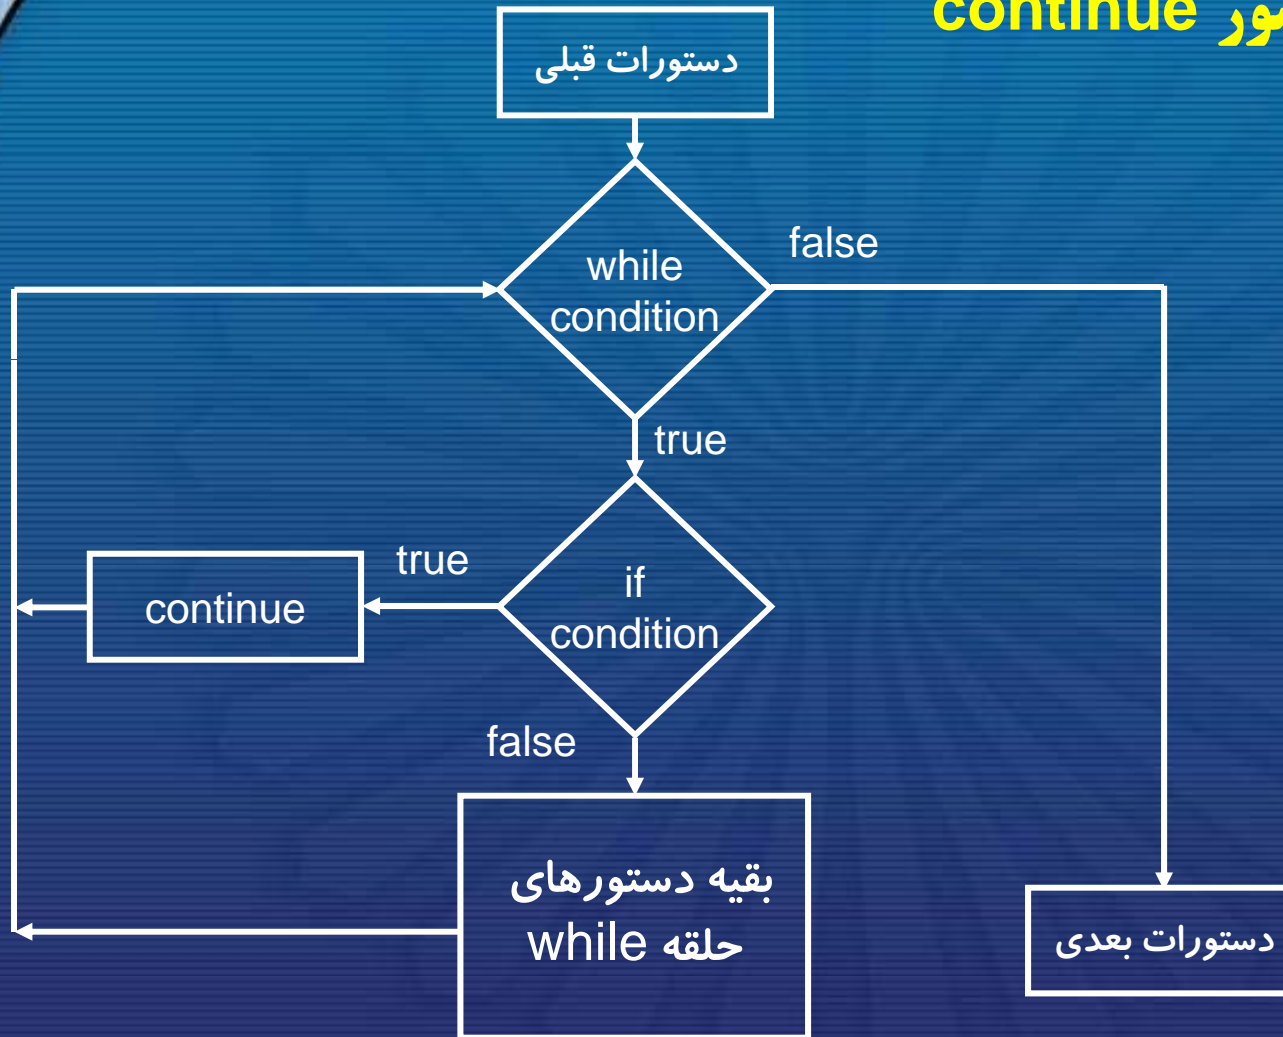 continue
دستورات قبلی
while
condition
false
true
if
condition
true
continue
false
بقیه دستورهای
حلقه while
دستورات بعدی